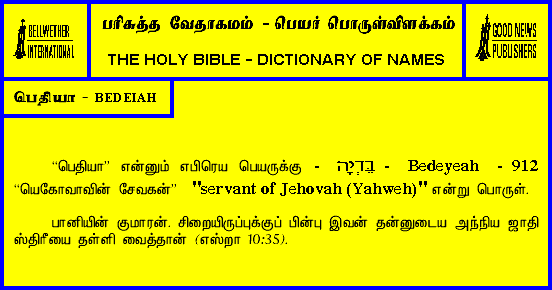 BELLWETHER
INTERNATIONAL
பரிசுத்த வேதாகமம் - பெயர் பொருள்விளக்கம்
THE HOLY BIBLE - DICTIONARY OF NAMES
GOOD NEWS
PUBLISHERS
பெதியா - BEDEIAH
“பெதியா” என்னும் எபிரெய பெயருக்கு - בֵּדְיָה - Bedeyeah - 912
“யெகோவாவின் சேவகன்” "servant of Jehovah (Yahweh)" என்று பொருள்.
பானியின் குமாரன். சிறையிருப்புக்குப் பின்பு இவன் தன்னுடைய அந்நிய ஜாதி
ஸ்திரீயை தள்ளி வைத்தான் (எஸ்றா 10:35).